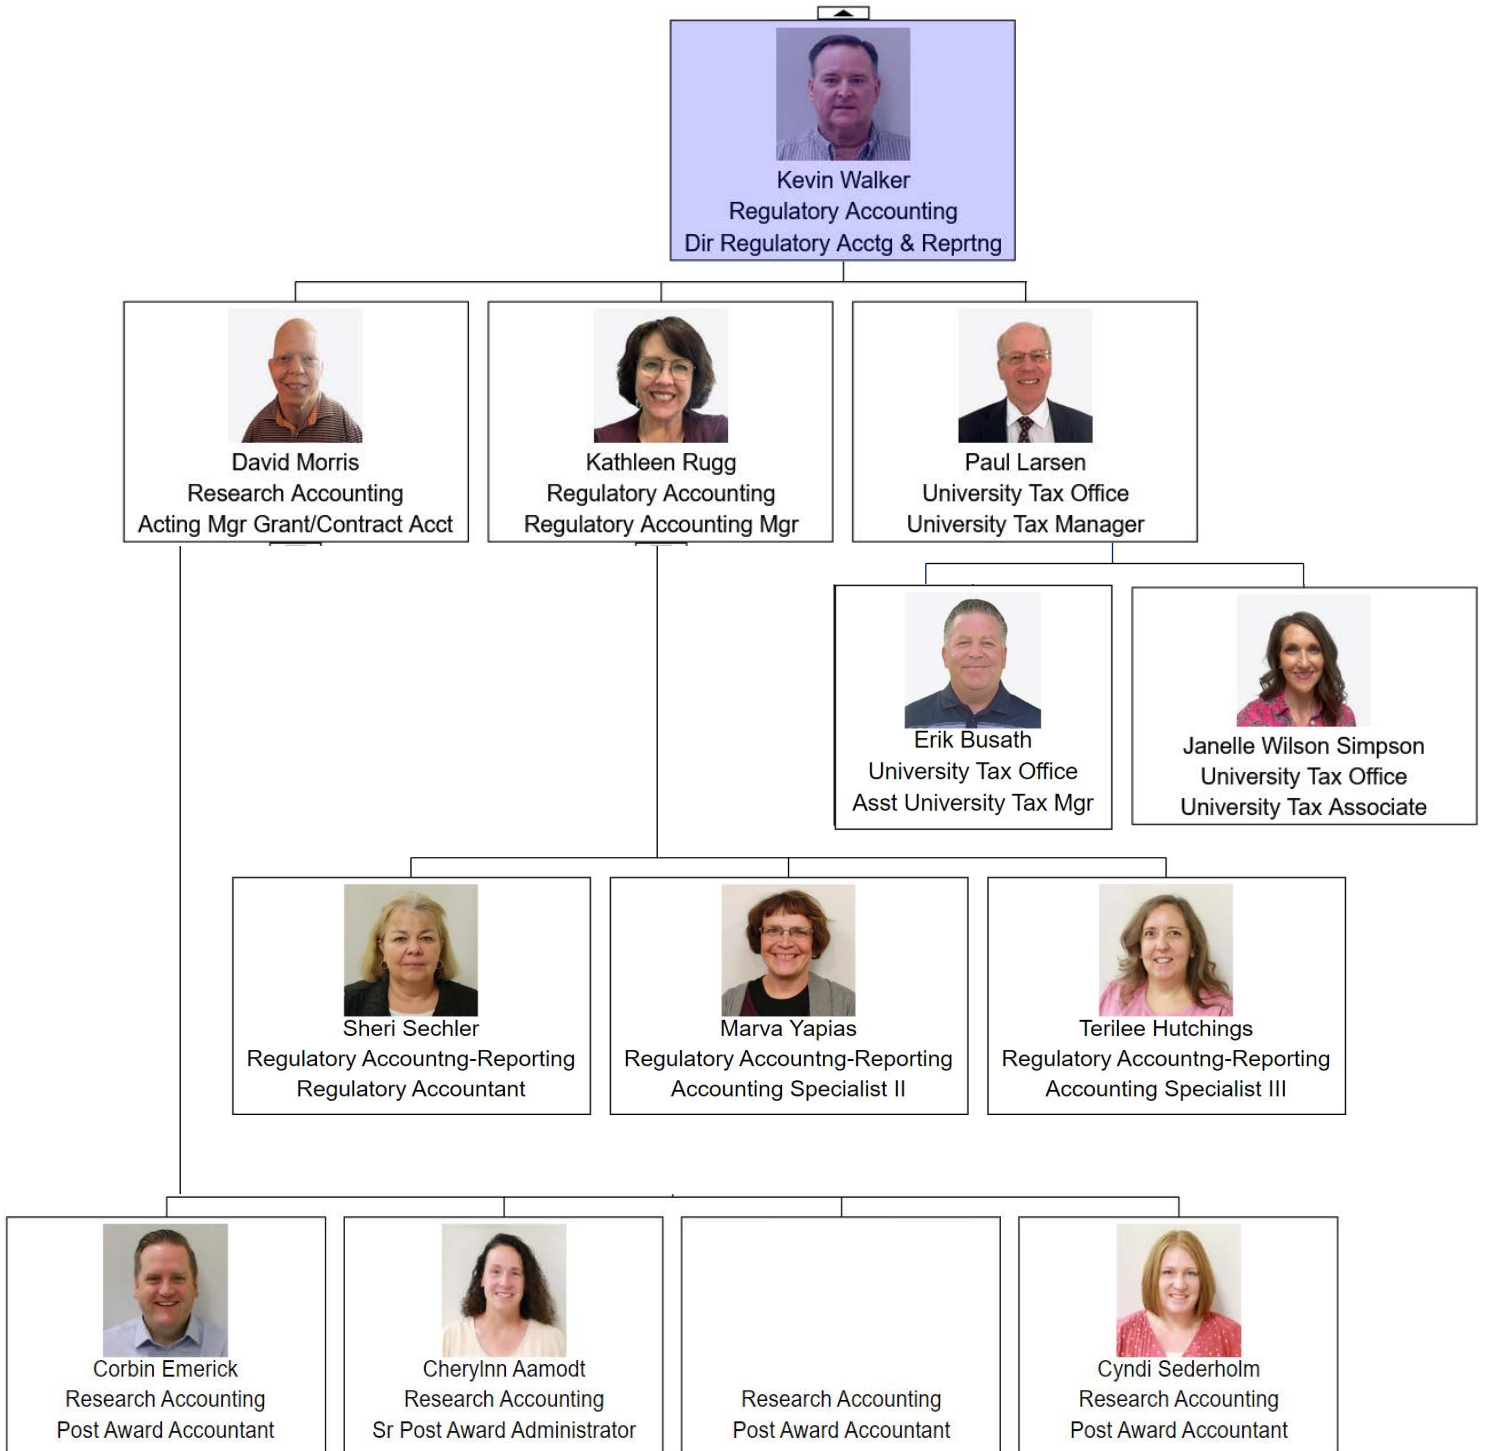 Kevin Walker
Regulatory Accounting
Dir Regulatory Acctg & Reprtng
David Morris
Research Accounting
Acting Mgr Grant/Contract Acct
Kathleen Rugg
Regulatory Accounting
Regulatory Accounting Mgr
Paul Larsen
University Tax Office
University Tax Manager
Erik Busath
University Tax Office
Asst University Tax Mgr
Janelle Wilson Simpson
University Tax Office
University Tax Associate
Sheri Sechler
Regulatory Accountng-Reporting
Regulatory Accountant
Marva Yapias
Regulatory Accountng-Reporting
Accounting Specialist II
Terilee Hutchings
Regulatory Accountng-Reporting
Accounting Specialist III
Corbin Emerick
Research Accounting
Post Award Accountant
Cherylnn Aamodt
Research Accounting
Sr Post Award Administrator
Research Accounting
Post Award Accountant
Cyndi Sederholm
Research Accounting
Post Award Accountant